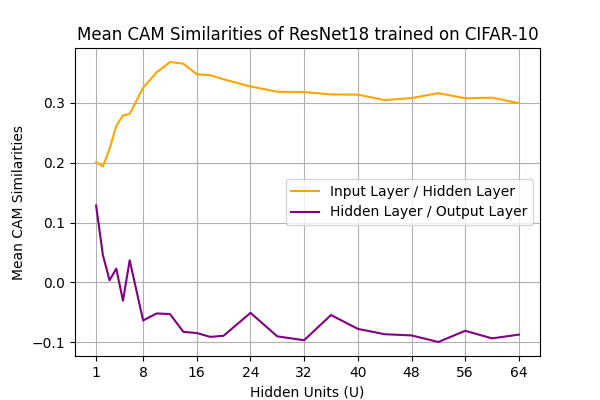 Mean CAM Similarities of ResNet18 trained on CIFAR-10
Mean CAM Similarities
0.3
0.2
0.1
0.0
−0.1
Input Layer / Hidden Layer
Hidden Layer / Output Layer
1 8 16 24 32 40 48 56 64
Hidden Units (U)